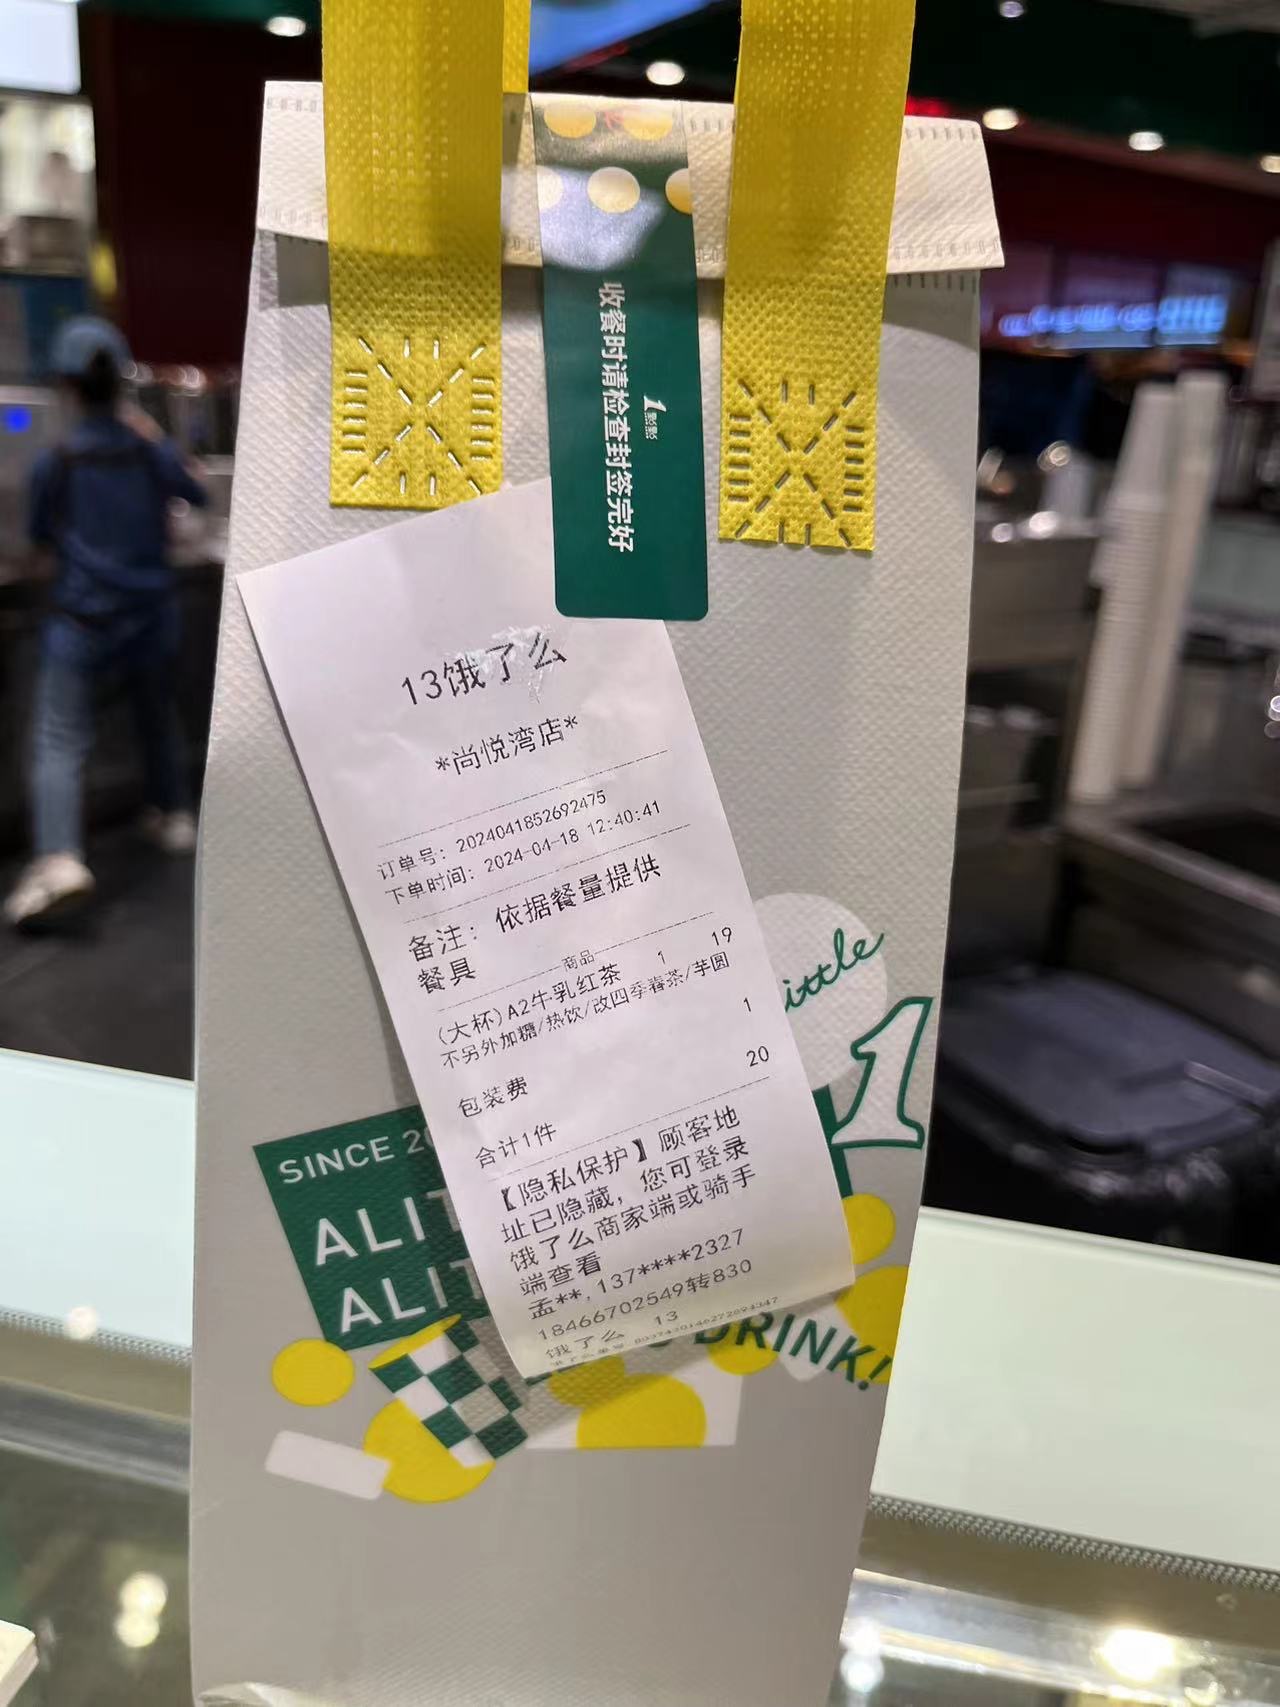 收餐时请检查封签完好
1點點
13饿了么
*尚悦湾店*
订单号: 2024041852692475
下单时间: 2024-04-18 12:40:41
备注: 依据餐量提供
餐具
商品
(大杯)A2牛乳红茶 1 19
不另外加糖/热饮/改四季春茶/芋圆
1
包装费
20
合计1件
【隐私保护】顾客地
址已隐藏，您可登录
饿了么商家端或骑手
端查看
孟**, 137****2327
18466702549转830
饿了么 13
little
1
SINCE 20
ALIT
ALIT
DRINK!